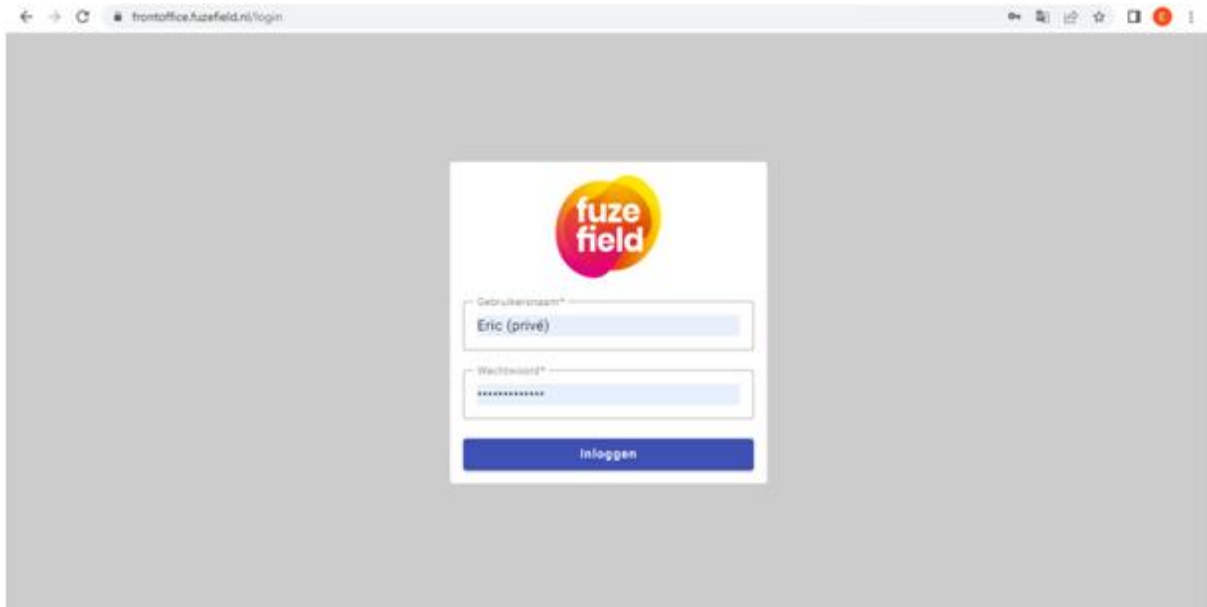 frontoffice.fuzefield.nl/login
fuze
field
Gebruikersnaam*
Eric (privé)
Wachtwoord*
•••••••••••••
Inloggen